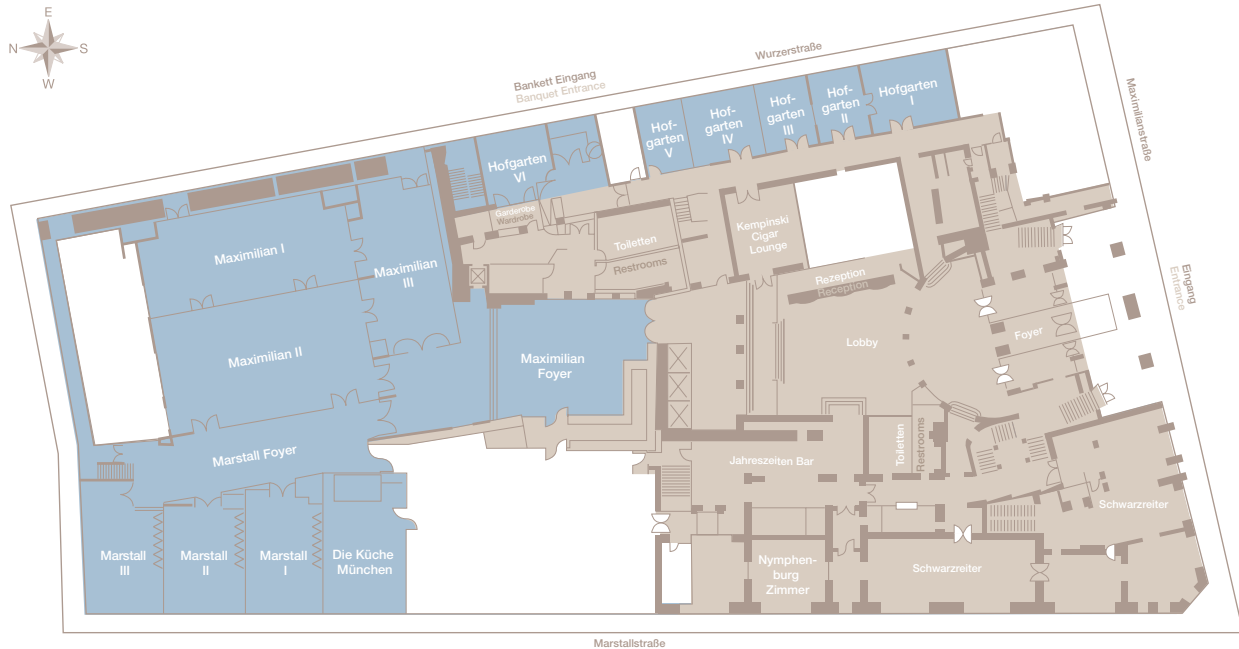 E
N
S
W
Wurzerstraße
Bankett Eingang
Banquet Entrance
Maximilianstraße
Eingang
Entrance
Hof-
garten
V
Hof-
garten
IV
Hof-
garten
III
Hof-
garten
II
Hofgarten
I
Hofgarten
VI
Garderobe
Wardrobe
Toiletten
Restrooms
Kempinski
Cigar
Lounge
Rezeption
Reception
Maximilian I
Maximilian
III
Maximilian II
Maximilian
Foyer
Lobby
Foyer
Marstall Foyer
Jahreszeiten Bar
Toiletten
Restrooms
Schwarzreiter
Marstall
III
Marstall
II
Marstall
I
Die Küche
München
Nymphen-
burg
Zimmer
Schwarzreiter
Marstallstraße